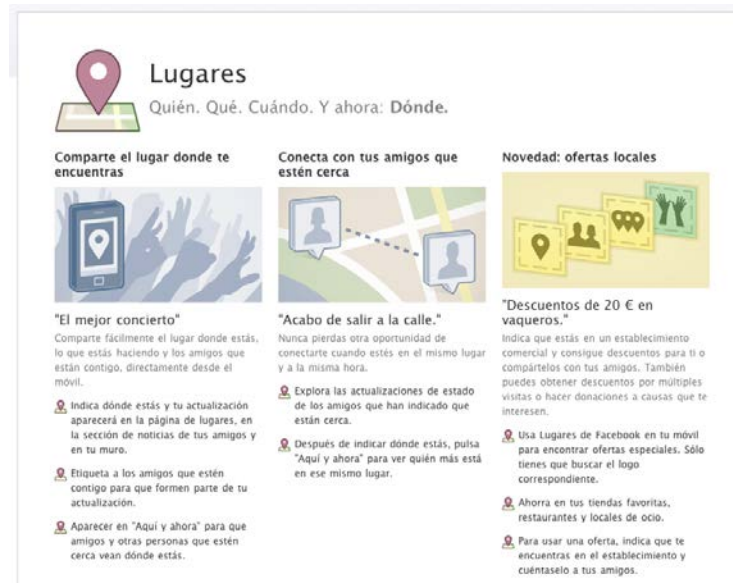 Lugares
Quién. Qué. Cuándo. Y ahora: Dónde.
Comparte el lugar donde te
encuentras
"El mejor concierto"
Comparte fácilmente el lugar donde estás,
lo que estás haciendo y los amigos que
están contigo, directamente desde el
móvil.
Indica dónde estás y tu actualización
aparecerá en la página de lugares, en
la sección de noticias de tus amigos y
en tu muro.
Etiqueta a los amigos que estén
contigo para que formen parte de tu
actualización.
Aparecer en "Aquí y ahora" para que
amigos y otras personas que estén
cerca vean dónde estás.
Conecta con tus amigos que
estén cerca
"Acabo de salir a la calle."
Nunca pierdas otra oportunidad de
conectarte cuando estés en el mismo lugar
y a la misma hora.
Explora las actualizaciones de estado
de los amigos que han indicado que
están cerca.
Después de indicar dónde estás, pulsa
"Aquí y ahora" para ver quién más está
en ese mismo lugar.
Novedad: ofertas locales
"Descuentos de 20 € en
vaqueros."
Indica que estás en un establecimiento
comercial y consigue descuentos para ti o
compártelos con tus amigos. También
puedes obtener descuentos por múltiples
visitas o hacer donaciones a causas que te
interesen.
Usa Lugares de Facebook en tu móvil
para encontrar ofertas especiales. Sólo
tienes que buscar el logo
correspondiente.
Ahorra en tus tiendas favoritas,
restaurantes y locales de ocio.
Para usar una oferta, indica que te
encuentras en el establecimiento y
cuéntaselo a tus amigos.